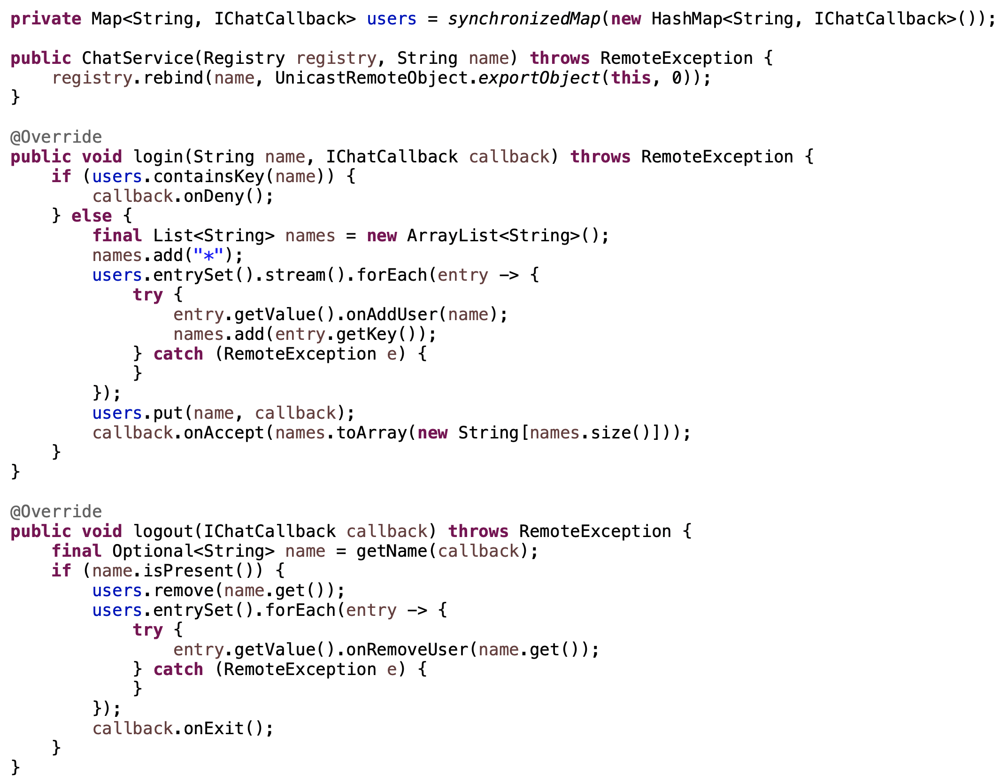 private Map<String, IChatCallback> users = synchronizedMap(new HashMap<String, IChatCallback>());

public ChatService(Registry registry, String name) throws RemoteException {
    registry.rebind(name, UnicastRemoteObject.exportObject(this, 0));
}

@Override
public void login(String name, IChatCallback callback) throws RemoteException {
    if (users.containsKey(name)) {
        callback.onDeny();
    } else {
        final List<String> names = new ArrayList<String>();
        names.add("*");
        users.entrySet().stream().forEach(entry -> {
            try {
                entry.getValue().onAddUser(name);
                names.add(entry.getKey());
            } catch (RemoteException e) {
            }
        });
        users.put(name, callback);
        callback.onAccept(names.toArray(new String[names.size()]));
    }
}

@Override
public void logout(IChatCallback callback) throws RemoteException {
    final Optional<String> name = getName(callback);
    if (name.isPresent()) {
        users.remove(name.get());
        users.entrySet().forEach(entry -> {
            try {
                entry.getValue().onRemoveUser(name.get());
            } catch (RemoteException e) {
            }
        });
        callback.onExit();
    }
}